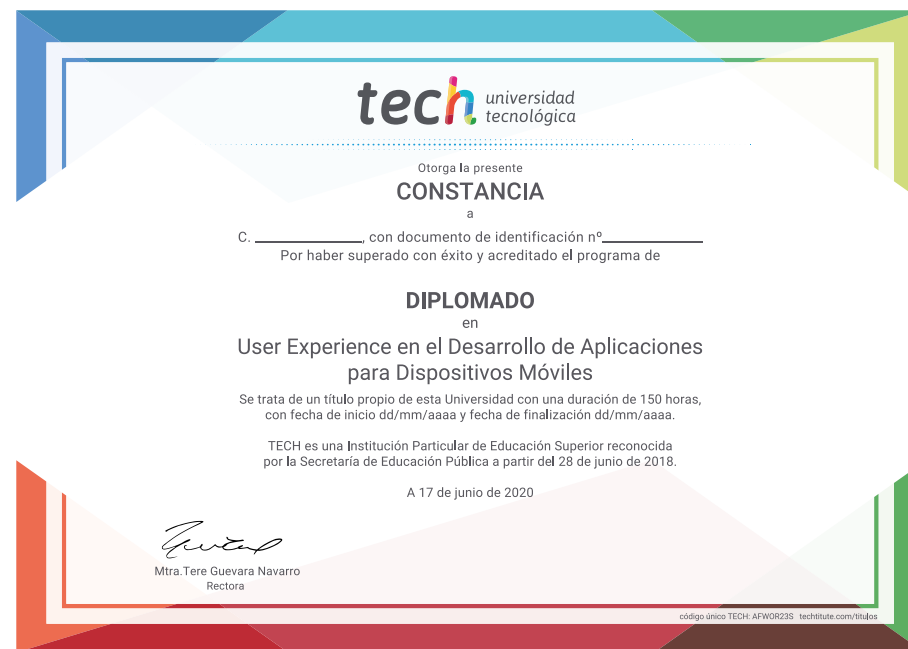 tech universidad
tecnológica
Otorga la presente
CONSTANCIA
a
C. ____________, con documento de identificación nº____________
Por haber superado con éxito y acreditado el programa de
DIPLOMADO
en
User Experience en el Desarrollo de Aplicaciones
para Dispositivos Móviles
Se trata de un título propio de esta Universidad con una duración de 150 horas,
con fecha de inicio dd/mm/aaaa y fecha de finalización dd/mm/aaaa.
TECH es una Institución Particular de Educación Superior reconocida
por la Secretaría de Educación Pública a partir del 28 de junio de 2018.
A 17 de junio de 2020
Mtra.Tere Guevara Navarro
Rectora
código único TECH: AFWOR23S techtitute.com/titulos